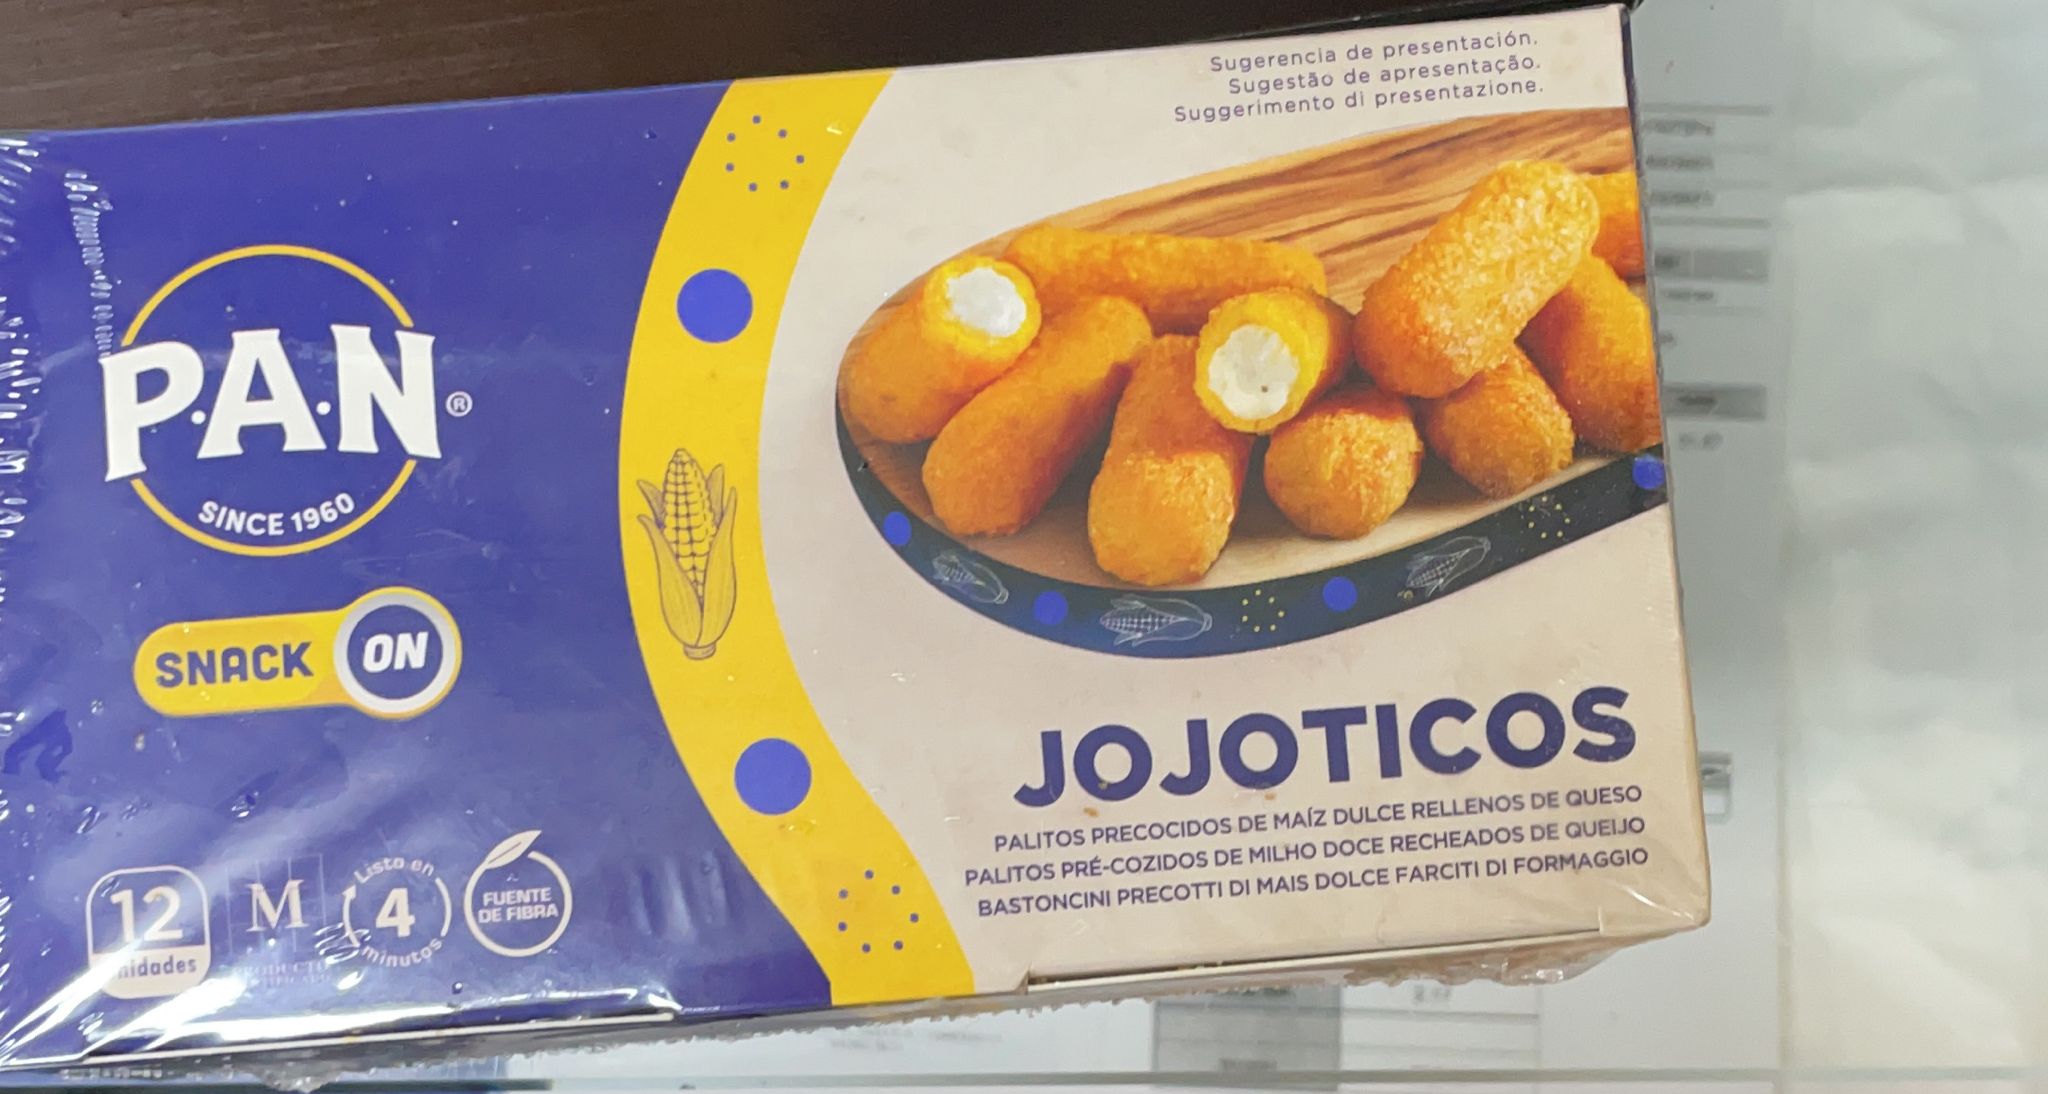 Sugerencia de presentación.
Sugestão de apresentação.
Suggerimento di presentazione.
P.A.N®
SINCE 1960
SNACK ON
JOJOTICOS
PALITOS PRECOCIDOS DE MAÍZ DULCE RELLENOS DE QUESO
PALITOS PRÉ-COZIDOS DE MILHO DOCE RECHEADOS DE QUEIJO
BASTONCINI PRECOTTI DI MAIS DOLCE FARCITI DI FORMAGGIO
12
M
Listo en
4
minutos
FUENTE
DE FIBRA